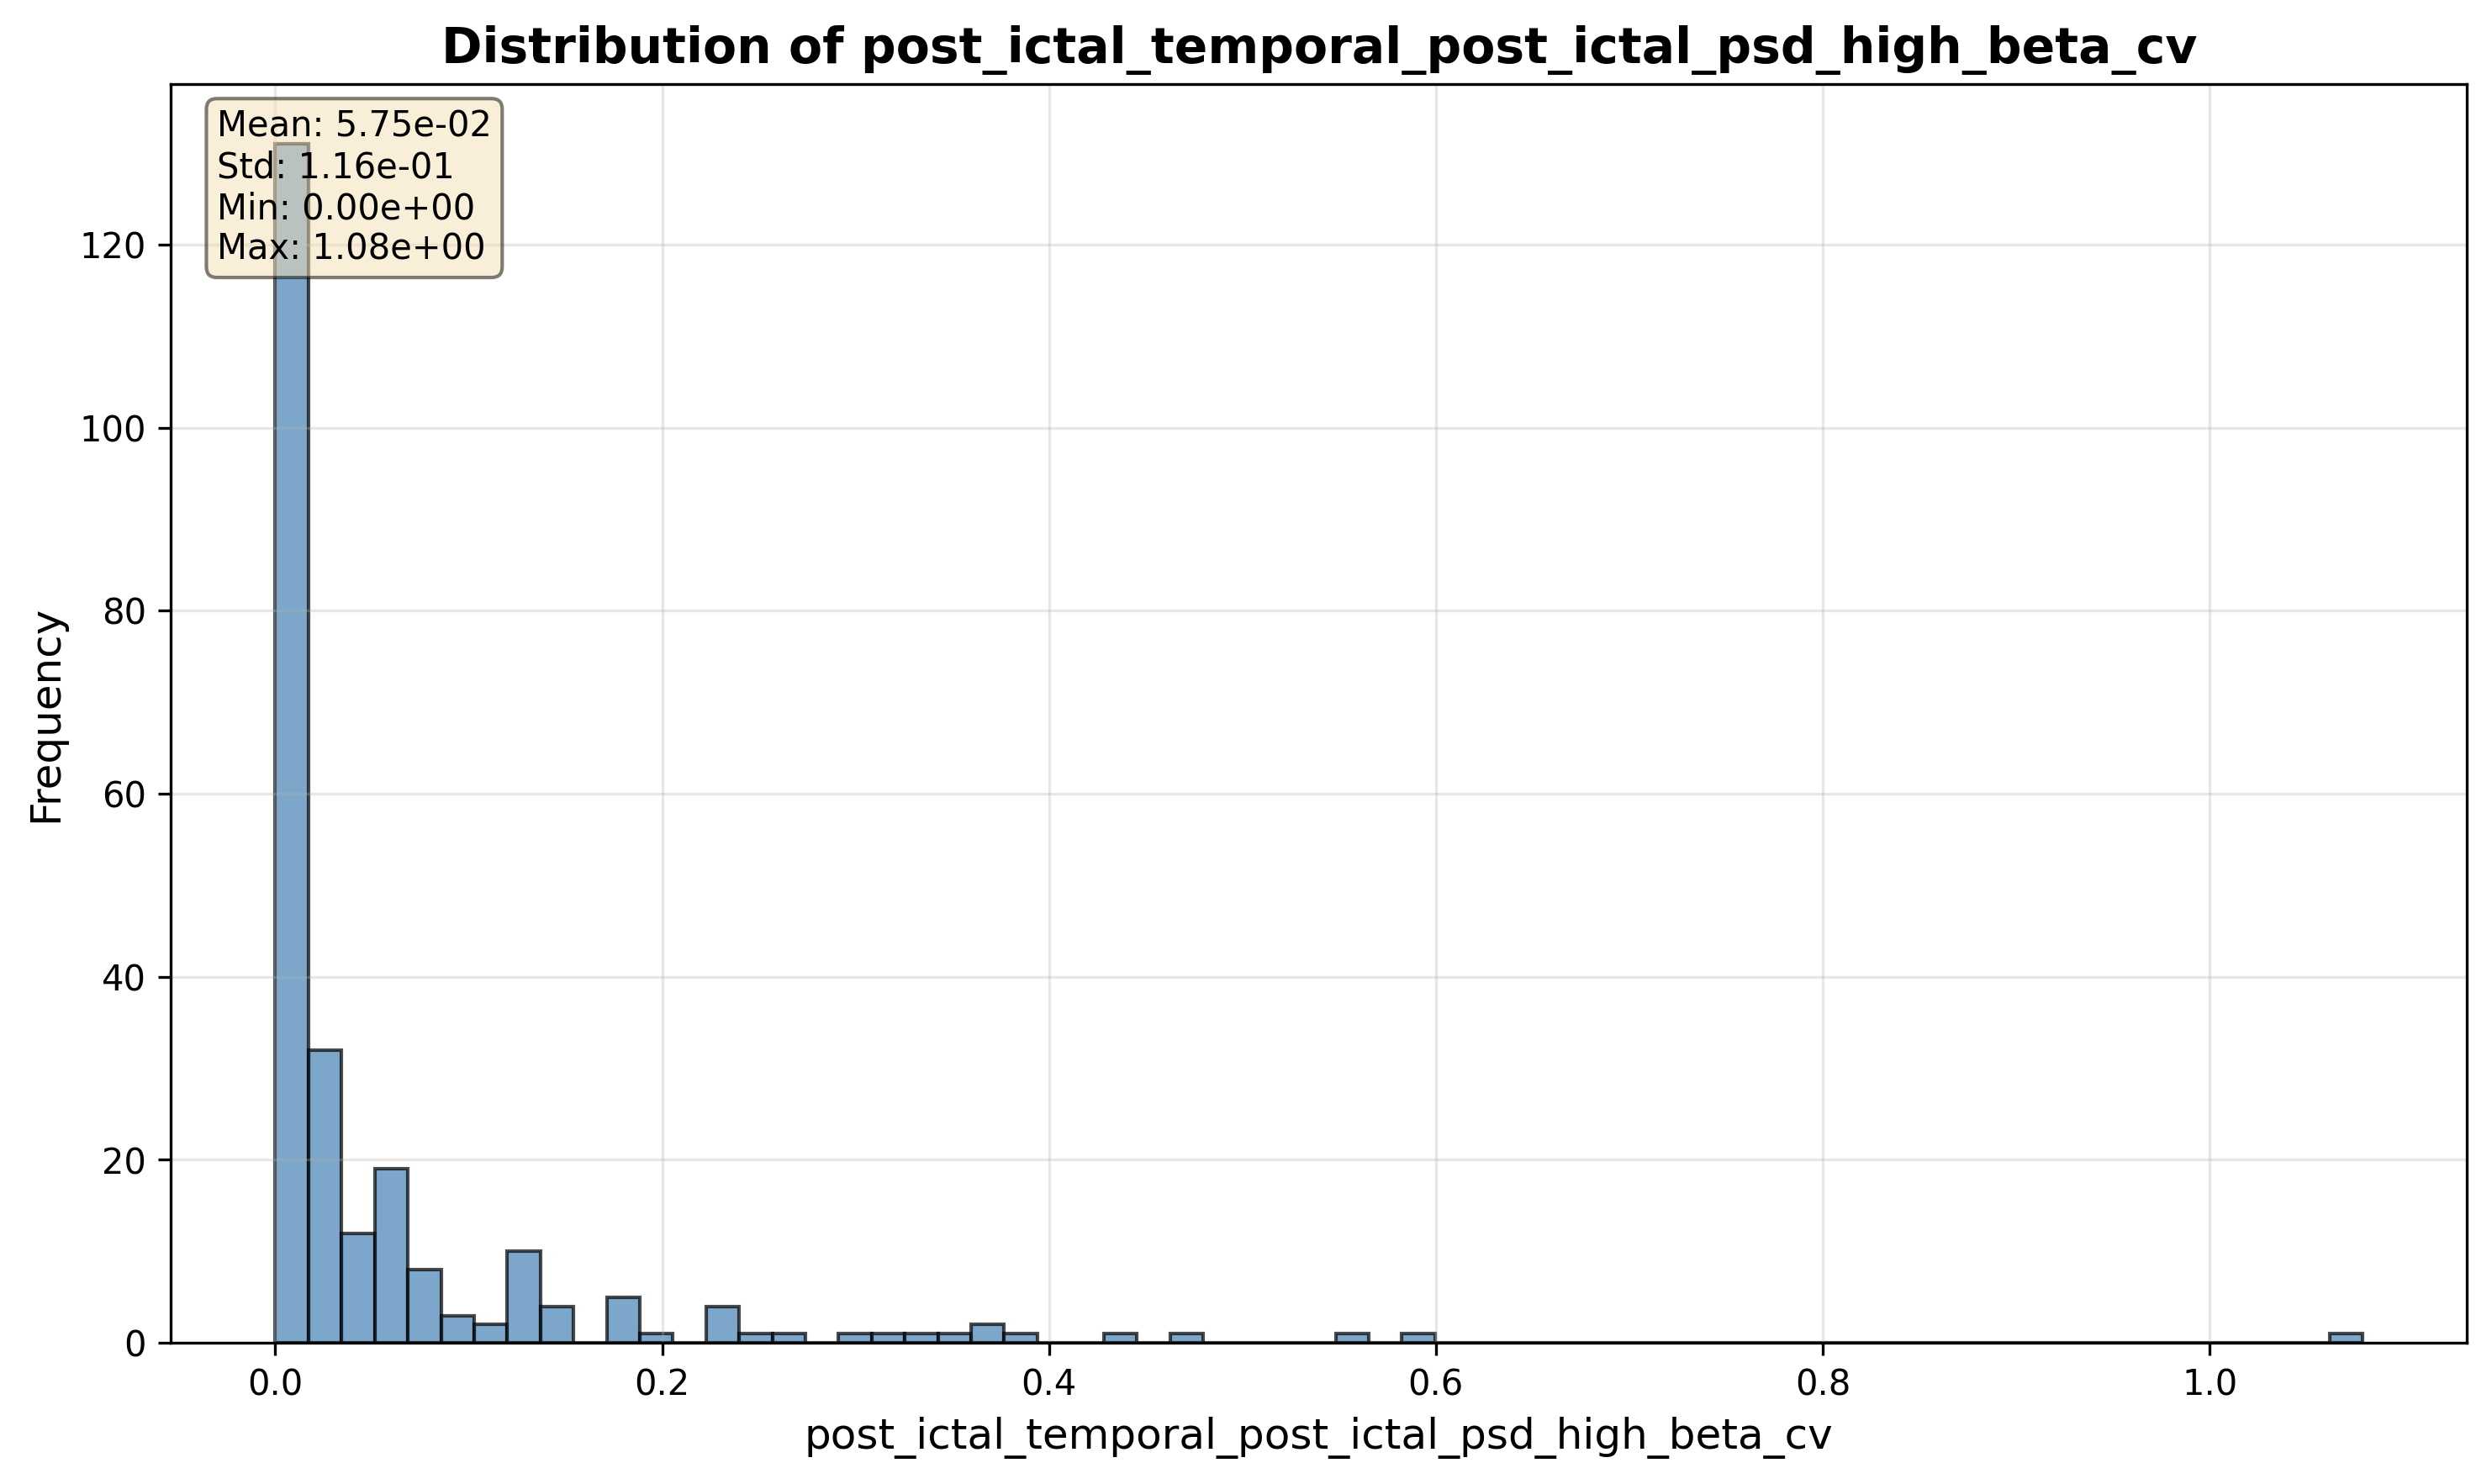 Distribution of post_ictal_temporal_post_ictal_psd_high_beta_cv
Mean: 5.75e-02
Std: 1.16e-01
Min: 0.00e+00
Max: 1.08e+00
Frequency
120
100
80
60
40
20
0
0.0 0.2 0.4 0.6 0.8 1.0
post_ictal_temporal_post_ictal_psd_high_beta_cv